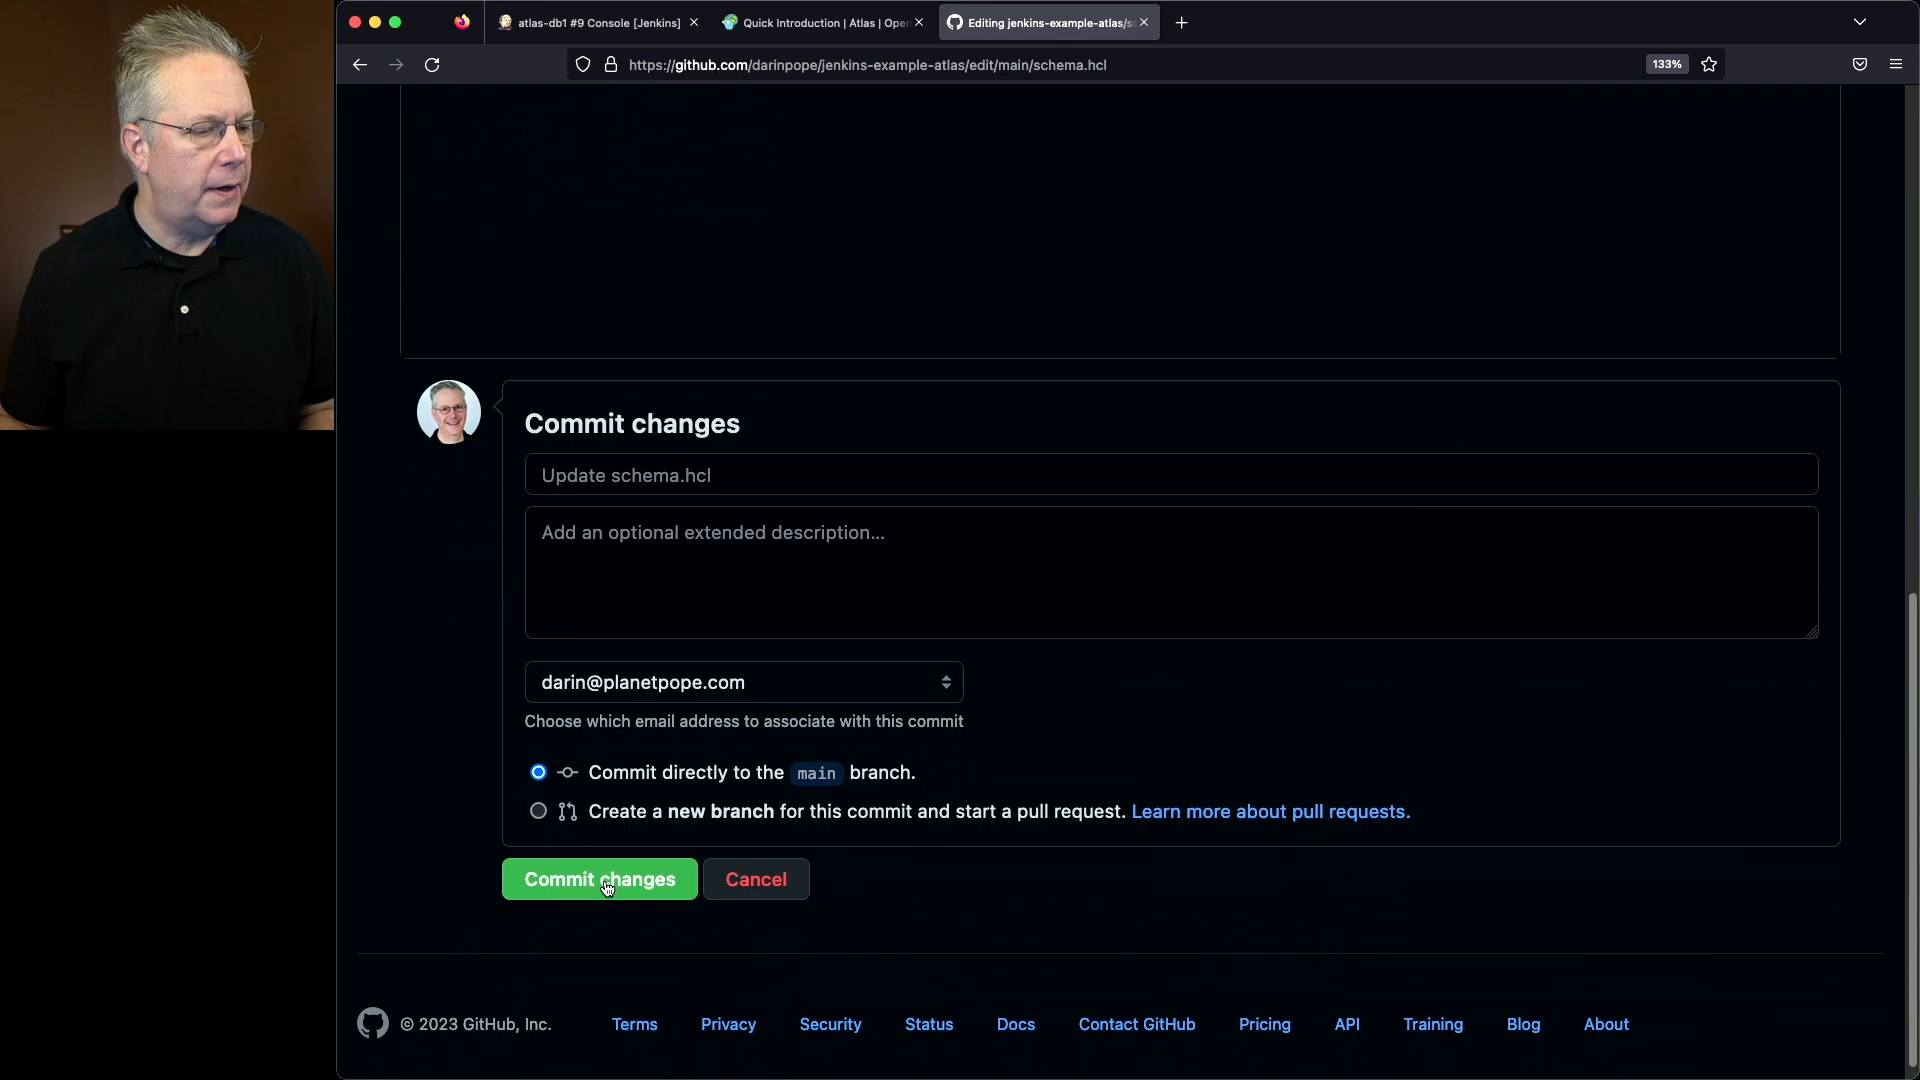 atlas-db1 #9 Console [Jenkins]
Quick Introduction | Atlas | Open
Editing jenkins-example-atlas/sc
https://github.com/darinpope/jenkins-example-atlas/edit/main/schema.hcl
133%
Commit changes
Update schema.hcl
Add an optional extended description...
darin@planetpope.com
Choose which email address to associate with this commit
Commit directly to the main branch.
Create a new branch for this commit and start a pull request. Learn more about pull requests.
Commit changes
Cancel
© 2023 GitHub, Inc.
Terms
Privacy
Security
Status
Docs
Contact GitHub
Pricing
API
Training
Blog
About